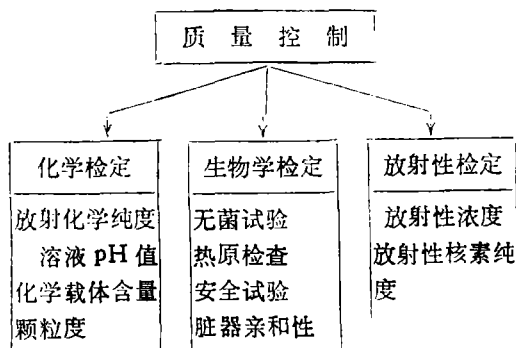 质量控制
化学检定
放射化学纯度
溶液 pH 值
化学载体含量
颗粒度
生物学检定
无菌试验
热原检查
安全试验
脏器亲和性
放射性检定
放射性浓度
放射性核素纯
度